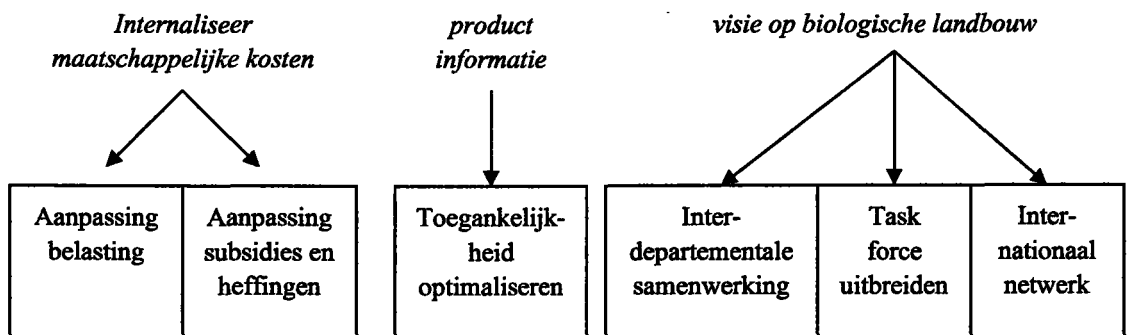 Internaliseer
maatschappelijke kosten
product
informatie
visie op biologische landbouw
Aanpassing
belasting
Aanpassing
subsidies en
heffingen
Toegankelijk-
heid
optimaliseren
Inter-
departementale
samenwerking
Task
force
uitbreiden
Inter-
nationaal
netwerk